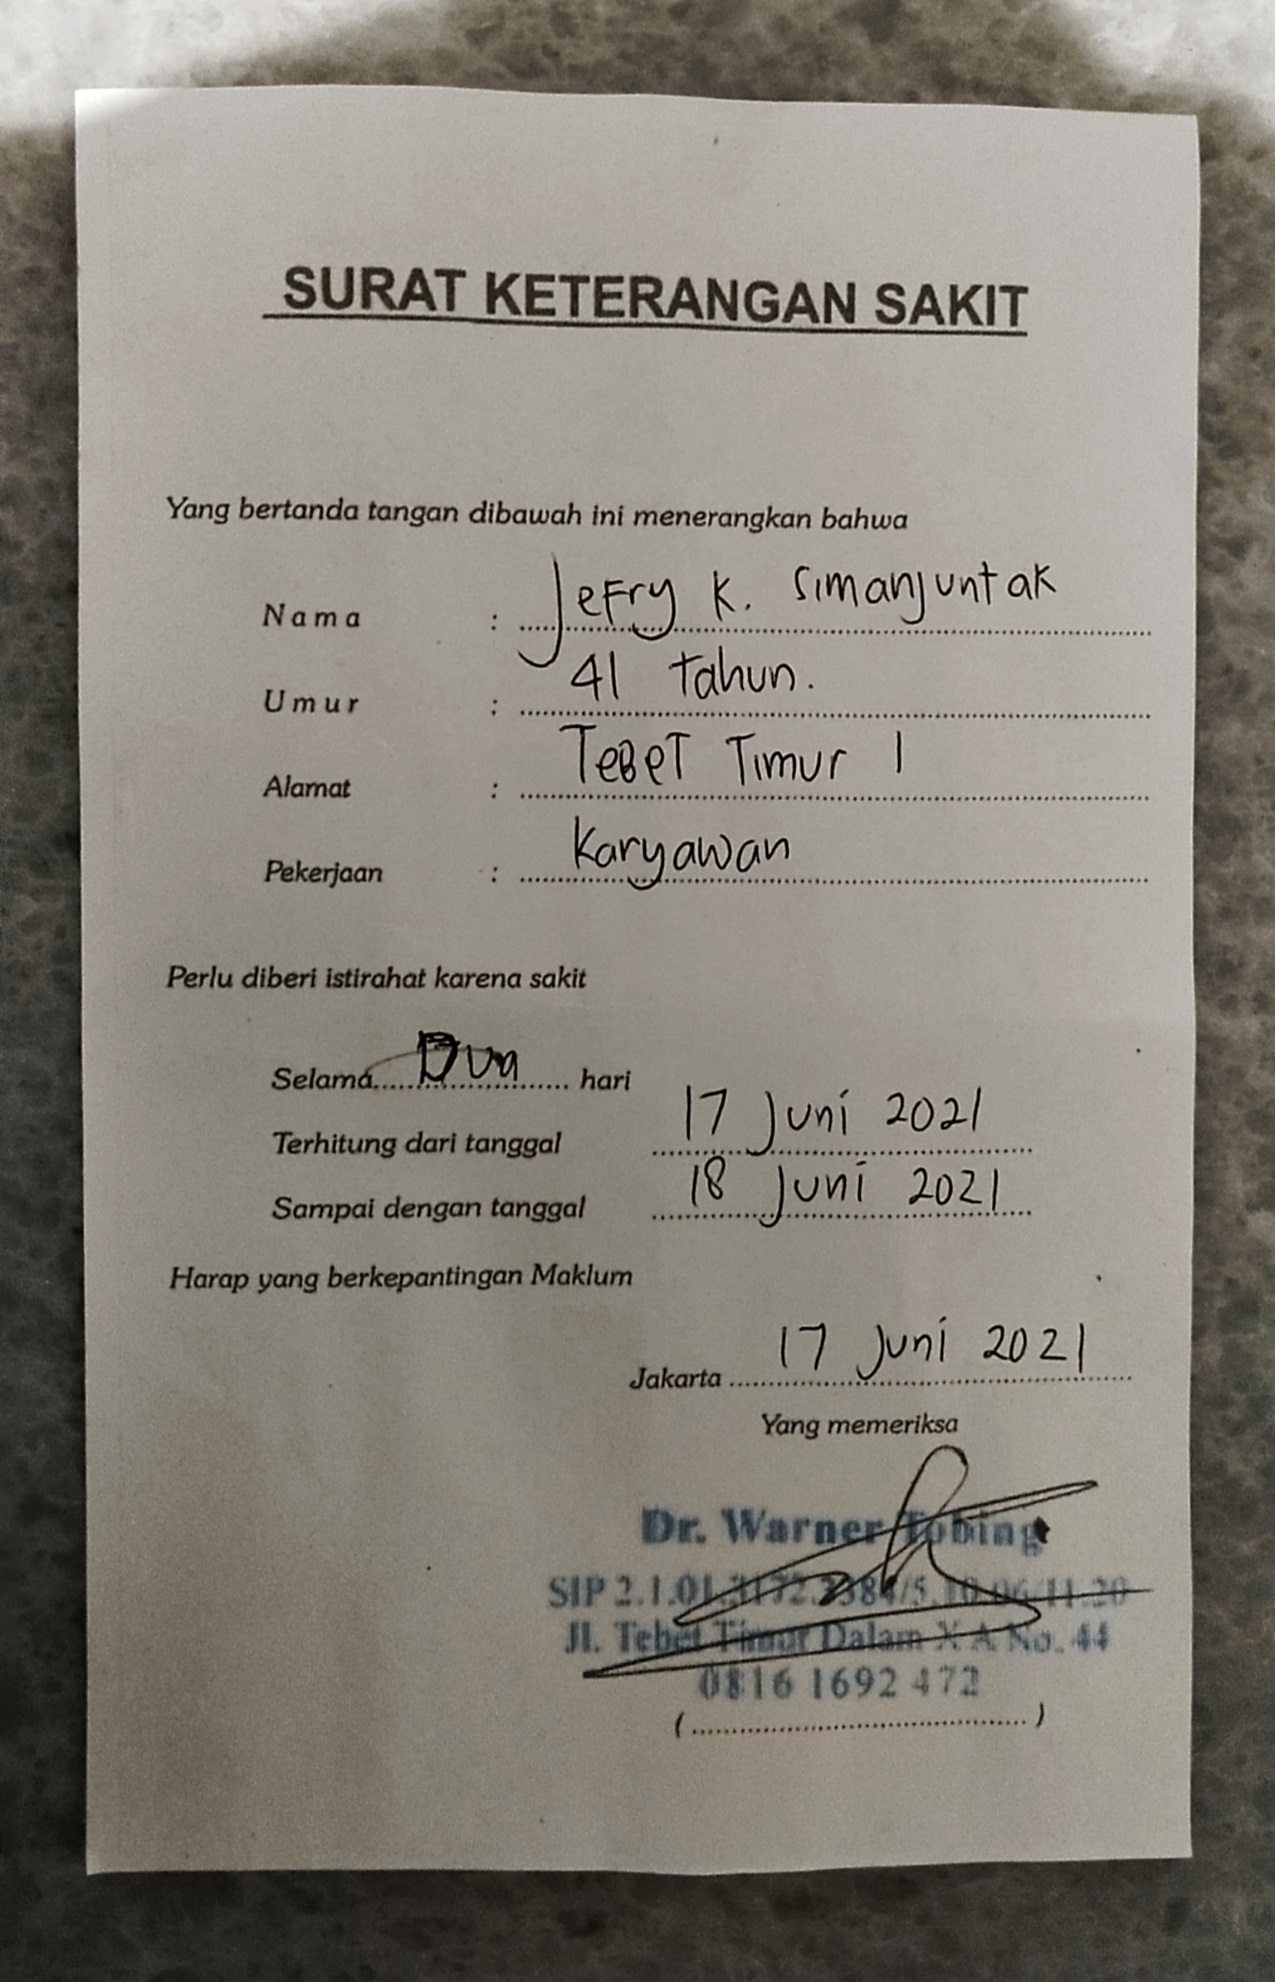 SURAT KETERANGAN SAKIT
Yang bertanda tangan dibawah ini menerangkan bahwa
Nama : Jefry K. Simanjuntak
Umur : 41 tahun.
Alamat : Tebet Timur 1
Pekerjaan : Karyawan
Perlu diberi istirahat karena sakit
Selama Dua hari
Terhitung dari tanggal 17 Juni 2021
Sampai dengan tanggal 18 Juni 2021
Harap yang berkepantingan Maklum
Jakarta 17 Juni 2021
Yang memeriksa
Dr. Warner Tobing
SIP
Jl. Tebet Timur Dalam X A No. 44
0816 1692 472
(..........)